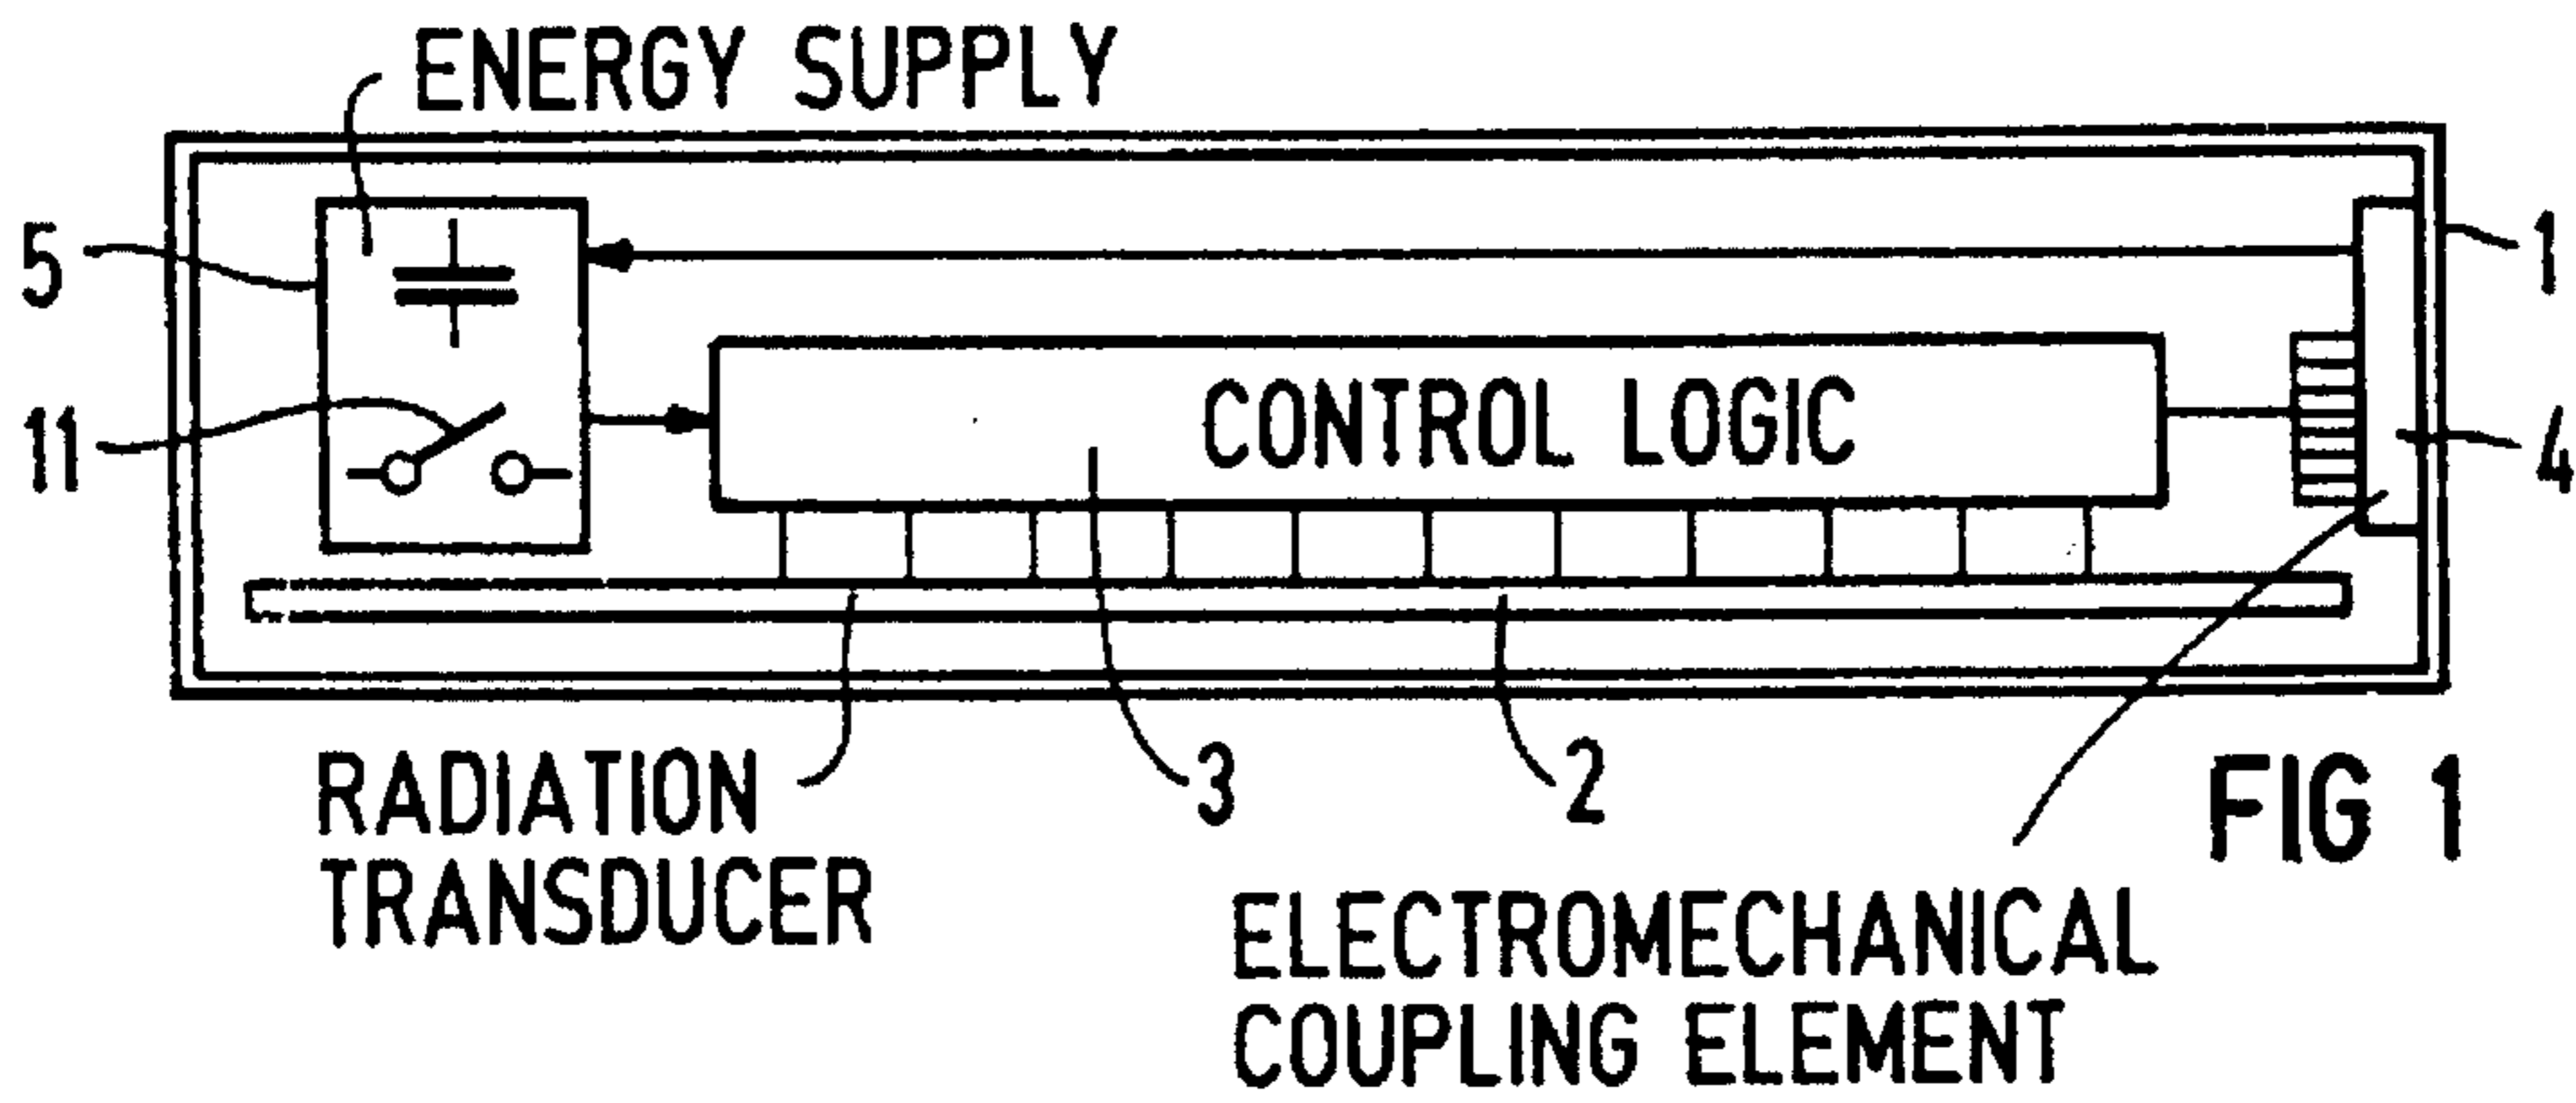 ENERGY SUPPLY
5
1
11
CONTROL LOGIC
4
RADIATION
TRANSDUCER
3
2
FIG 1
ELECTROMECHANICAL
COUPLING ELEMENT